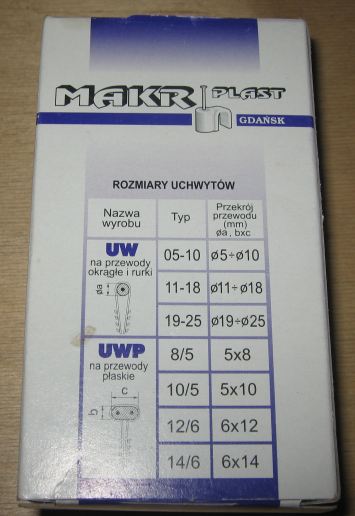 MAKR PLAST
GDAŃSK
ROZMIARY UCHWYTÓW
Nazwa wyrobu Typ Przekrój przewodu (mm) øa, bxc
UW
na przewody
okrągłe i rurki
øa
05-10 ø5÷ø10
11-18 ø11÷ø18
19-25 ø19÷ø25
UWP
na przewody
płaskie
c
b
8/5 5x8
10/5 5x10
12/6 6x12
14/6 6x14